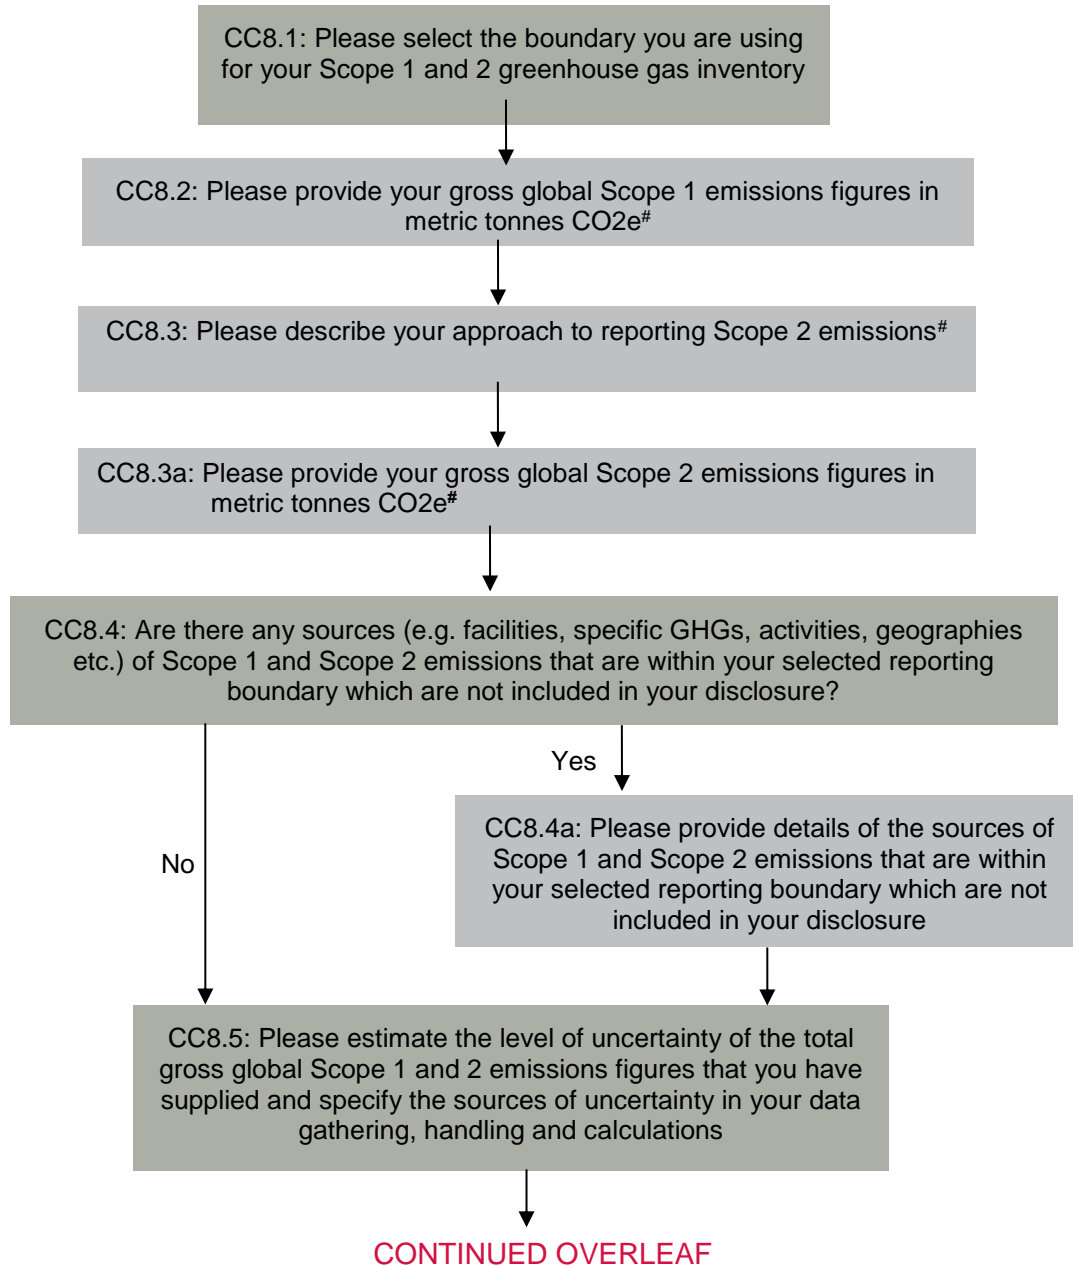 CC8.1: Please select the boundary you are using
for your Scope 1 and 2 greenhouse gas inventory
CC8.2: Please provide your gross global Scope 1 emissions figures in
metric tonnes CO2e#
CC8.3: Please describe your approach to reporting Scope 2 emissions#
CC8.3a: Please provide your gross global Scope 2 emissions figures in
metric tonnes CO2e#
CC8.4: Are there any sources (e.g. facilities, specific GHGs, activities, geographies
etc.) of Scope 1 and Scope 2 emissions that are within your selected reporting
boundary which are not included in your disclosure?
Yes
CC8.4a: Please provide details of the sources of
Scope 1 and Scope 2 emissions that are within
your selected reporting boundary which are not
included in your disclosure
No
CC8.5: Please estimate the level of uncertainty of the total
gross global Scope 1 and 2 emissions figures that you have
supplied and specify the sources of uncertainty in your data
gathering, handling and calculations
CONTINUED OVERLEAF